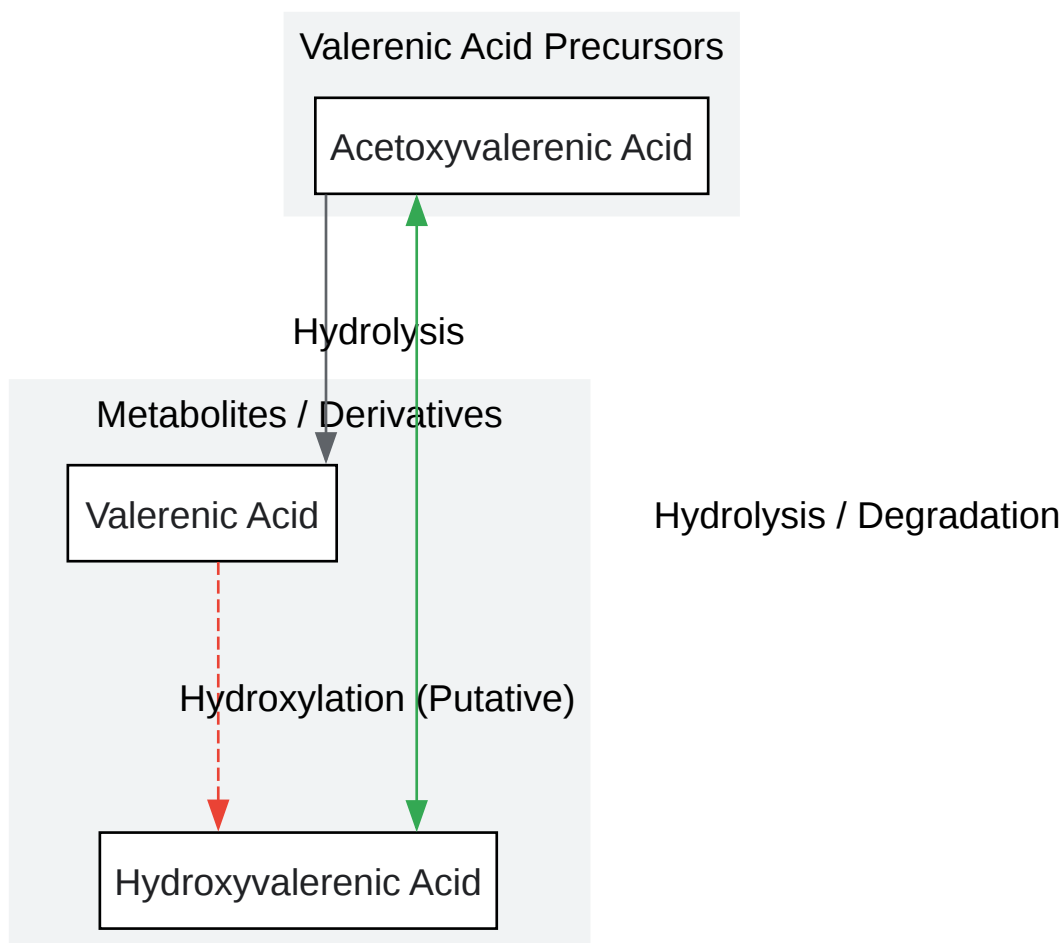 Valerenic Acid Precursors
Acetoxyvalerenic Acid
Hydrolysis
Metabolites / Derivatives
Valerenic Acid
Hydrolysis / Degradation
Hydroxylation (Putative)
Hydroxyvalerenic Acid